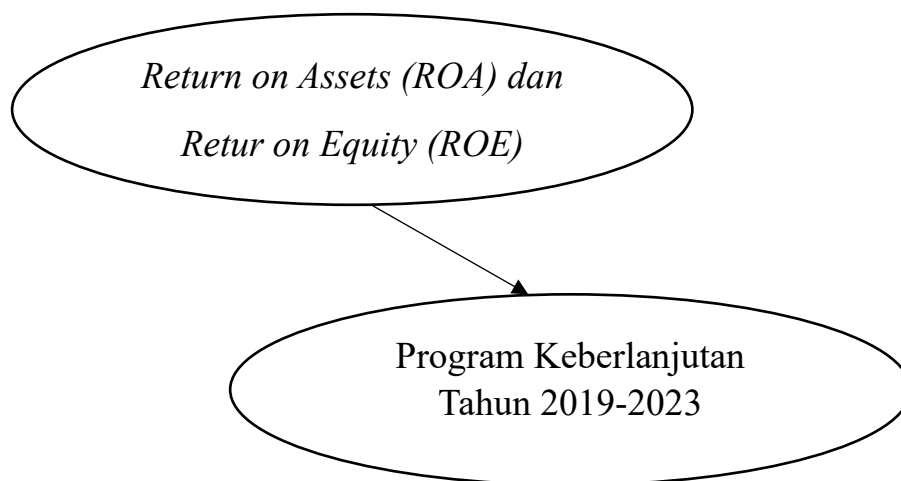 Return on Assets (ROA) dan
Retur on Equity (ROE)
Program Keberlanjutan
Tahun 2019-2023